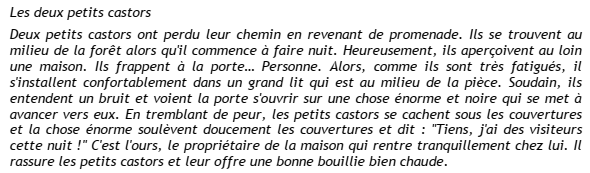 Les deux petits castors
Deux petits castors ont perdu leur chemin en revenant de promenade. Ils se trouvent au
milieu de la forêt alors qu'il commence à faire nuit. Heureusement, ils aperçoivent au loin
une maison. Ils frappent à la porte… Personne. Alors, comme ils sont très fatigués, il
s'installent confortablement dans un grand lit qui est au milieu de la pièce. Soudain, ils
entendent un bruit et voient la porte s'ouvrir sur une chose énorme et noire qui se met à
avancer vers eux. En tremblant de peur, les petits castors se cachent sous les couvertures
et la chose énorme soulèvent doucement les couvertures et dit : "Tiens, j'ai des visiteurs
cette nuit !" C'est l'ours, le propriétaire de la maison qui rentre tranquillement chez lui. Il
rassure les petits castors et leur offre une bonne bouillie bien chaude.